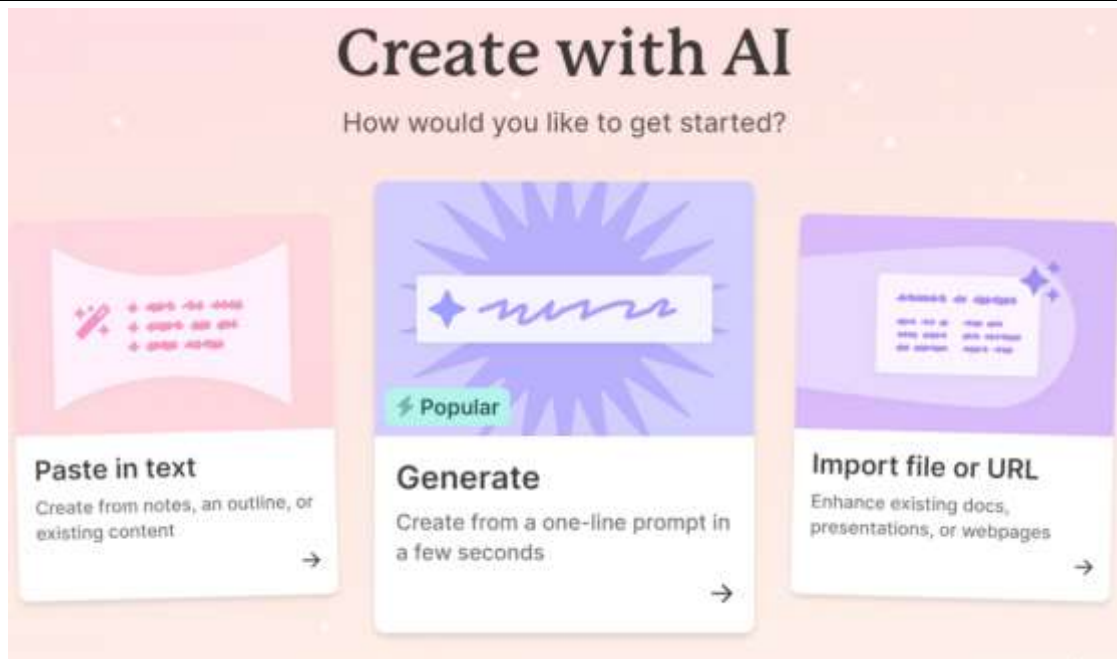 Create with AI
How would you like to get started?
Paste in text
Create from notes, an outline, or
existing content
→
Popular
Generate
Create from a one-line prompt in
a few seconds
→
Import file or URL
Enhance existing docs,
presentations, or webpages
→